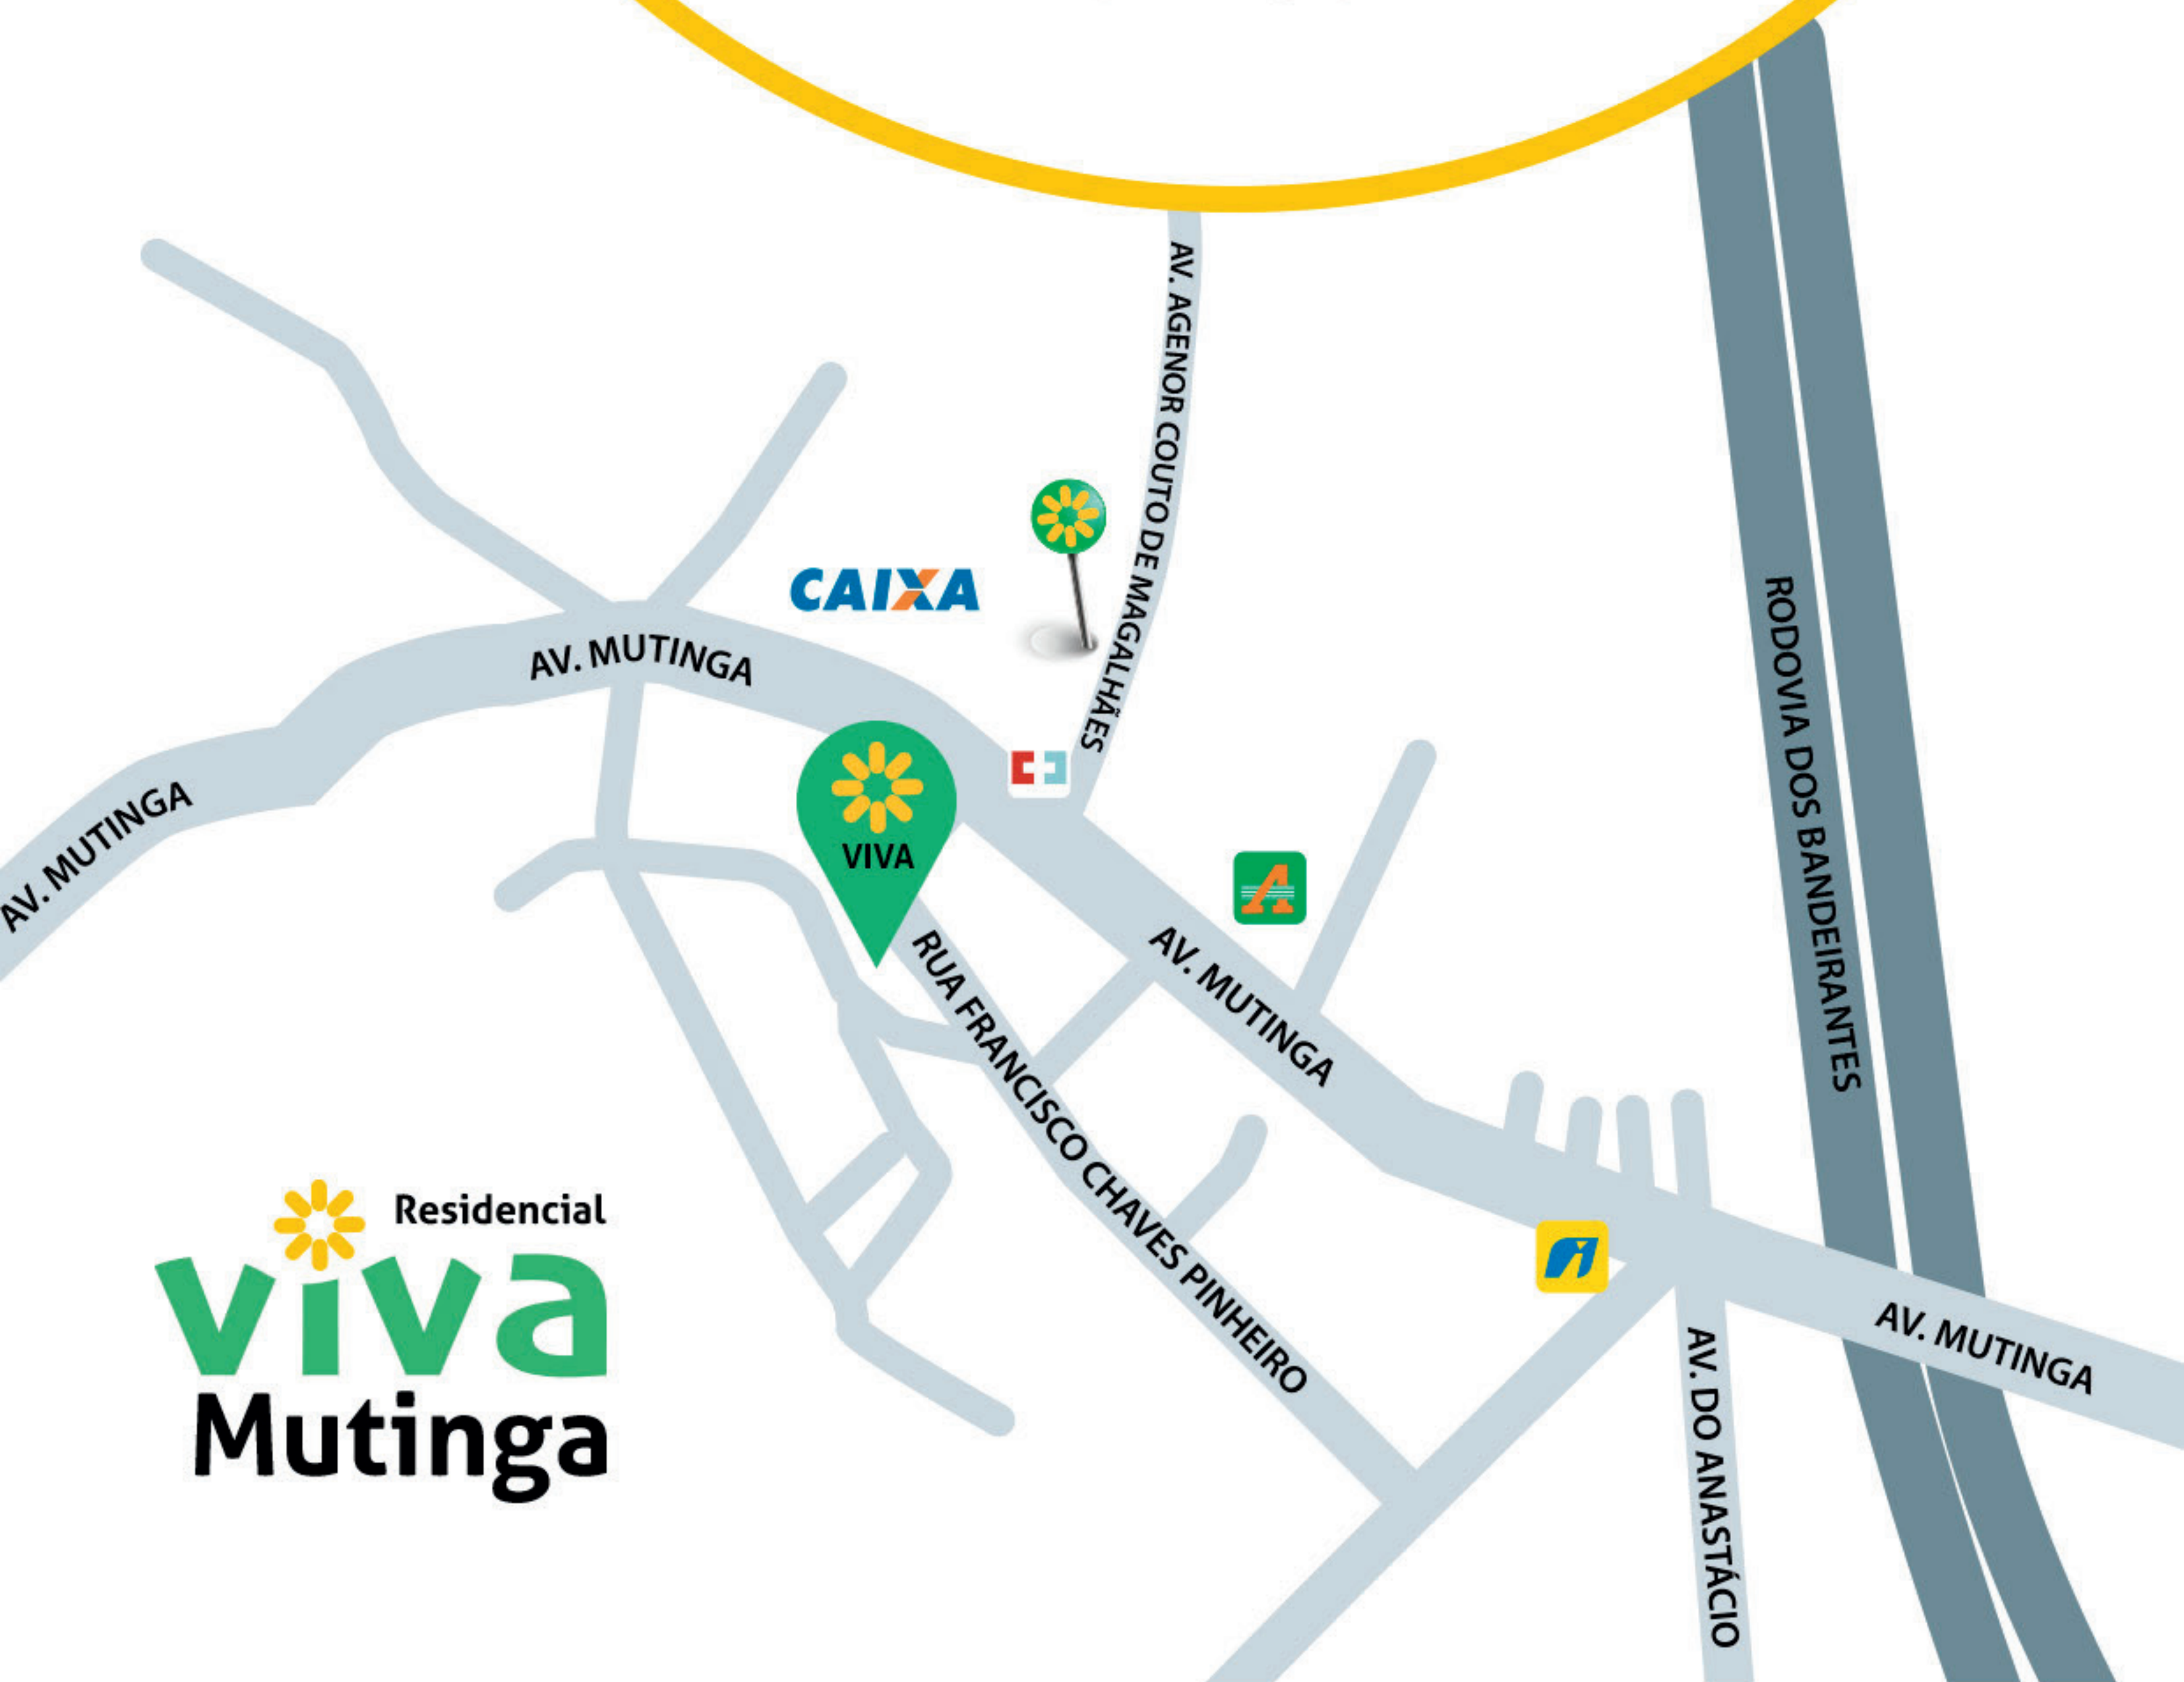 AV. AGENOR COUTO DE MAGALHÃES
CAIXA
RODOVIA DOS BANDEIRANTES
AV. MUTINGA
AV. MUTINGA
VIVA
A
AV. MUTINGA
RUA FRANCISCO CHAVES PINHEIRO
Residencial
viva
Mutinga
AV. MUTINGA
AV. DO ANASTÁCIO